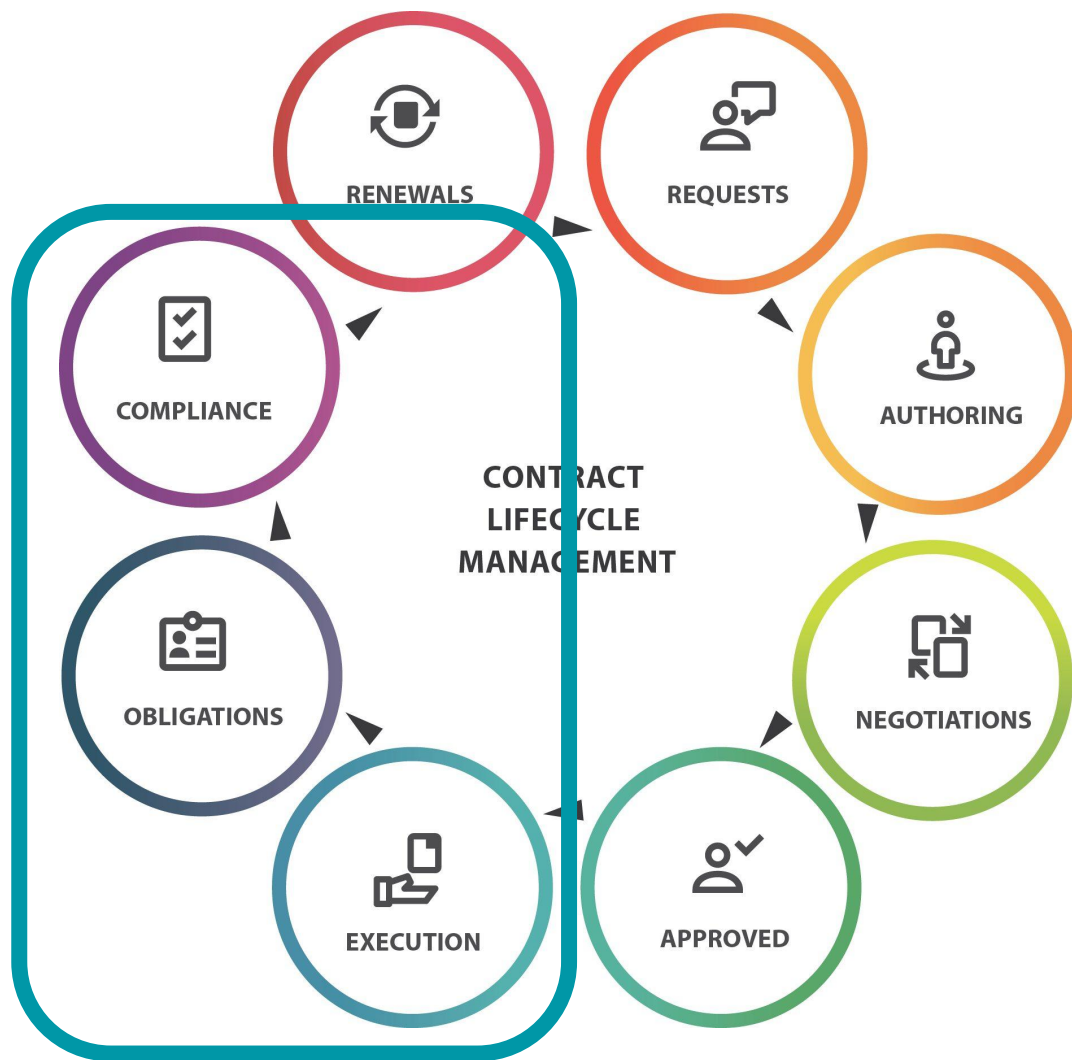 RENEWALS
REQUESTS
COMPLIANCE
AUTHORING
CONTRACT
LIFECYCLE
MANAGEMENT
OBLIGATIONS
NEGOTIATIONS
EXECUTION
APPROVED